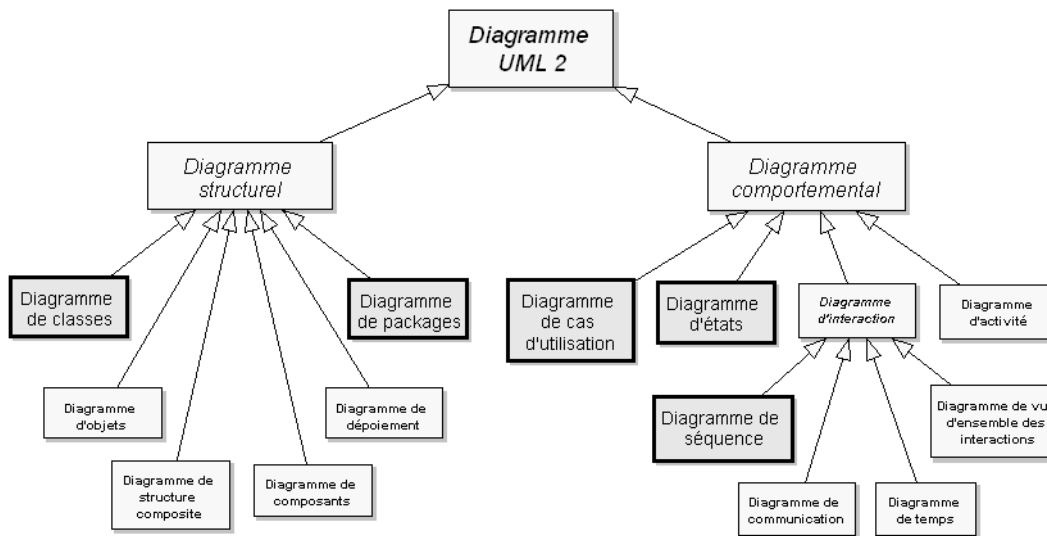 Diagramme
UML 2
Diagramme
structurel
Diagramme
comportemental
Diagramme
de classes
Diagramme
de packages
Diagramme
de cas
d'utilisation
Diagramme
d'états
Diagramme
d'interaction
Diagramme
d'activité
Diagramme
d'objets
Diagramme de
dépoiement
Diagramme de
séquence
Diagramme de vu
d'ensemble des
interactions
Diagramme de
structure
composite
Diagramme de
composants
Diagramme de
communication
Diagramme
de temps